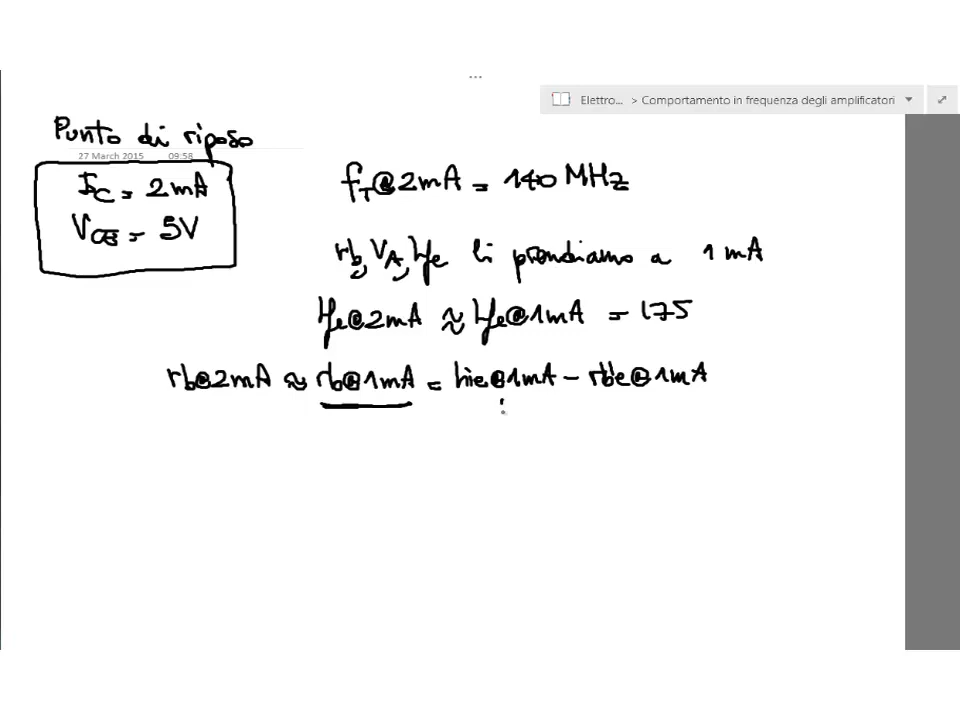 ...
Elettro... > Comportamento in frequenza degli amplificatori
Punto di riposo
27 March 2015 09:58
IC = 2mA
VCE = 5V
fT@2mA = 140 MHz
rb, VA, hfe li prendiamo a 1 mA
hfe@2mA ≈ hfe@1mA = 175
rb@2mA ≈ rb@1mA = hie@1mA - rb'e@1mA